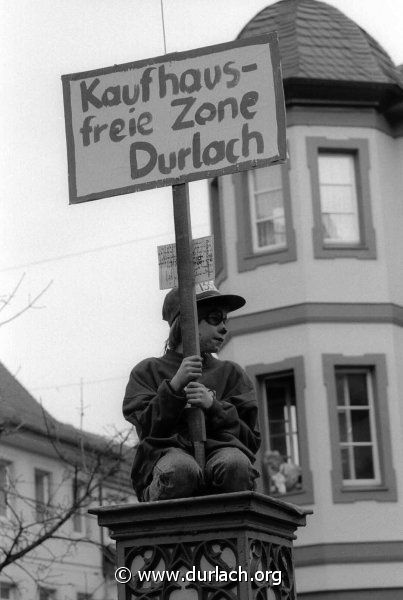 Kaufhaus-
freie Zone
Durlach
© www.durlach.org